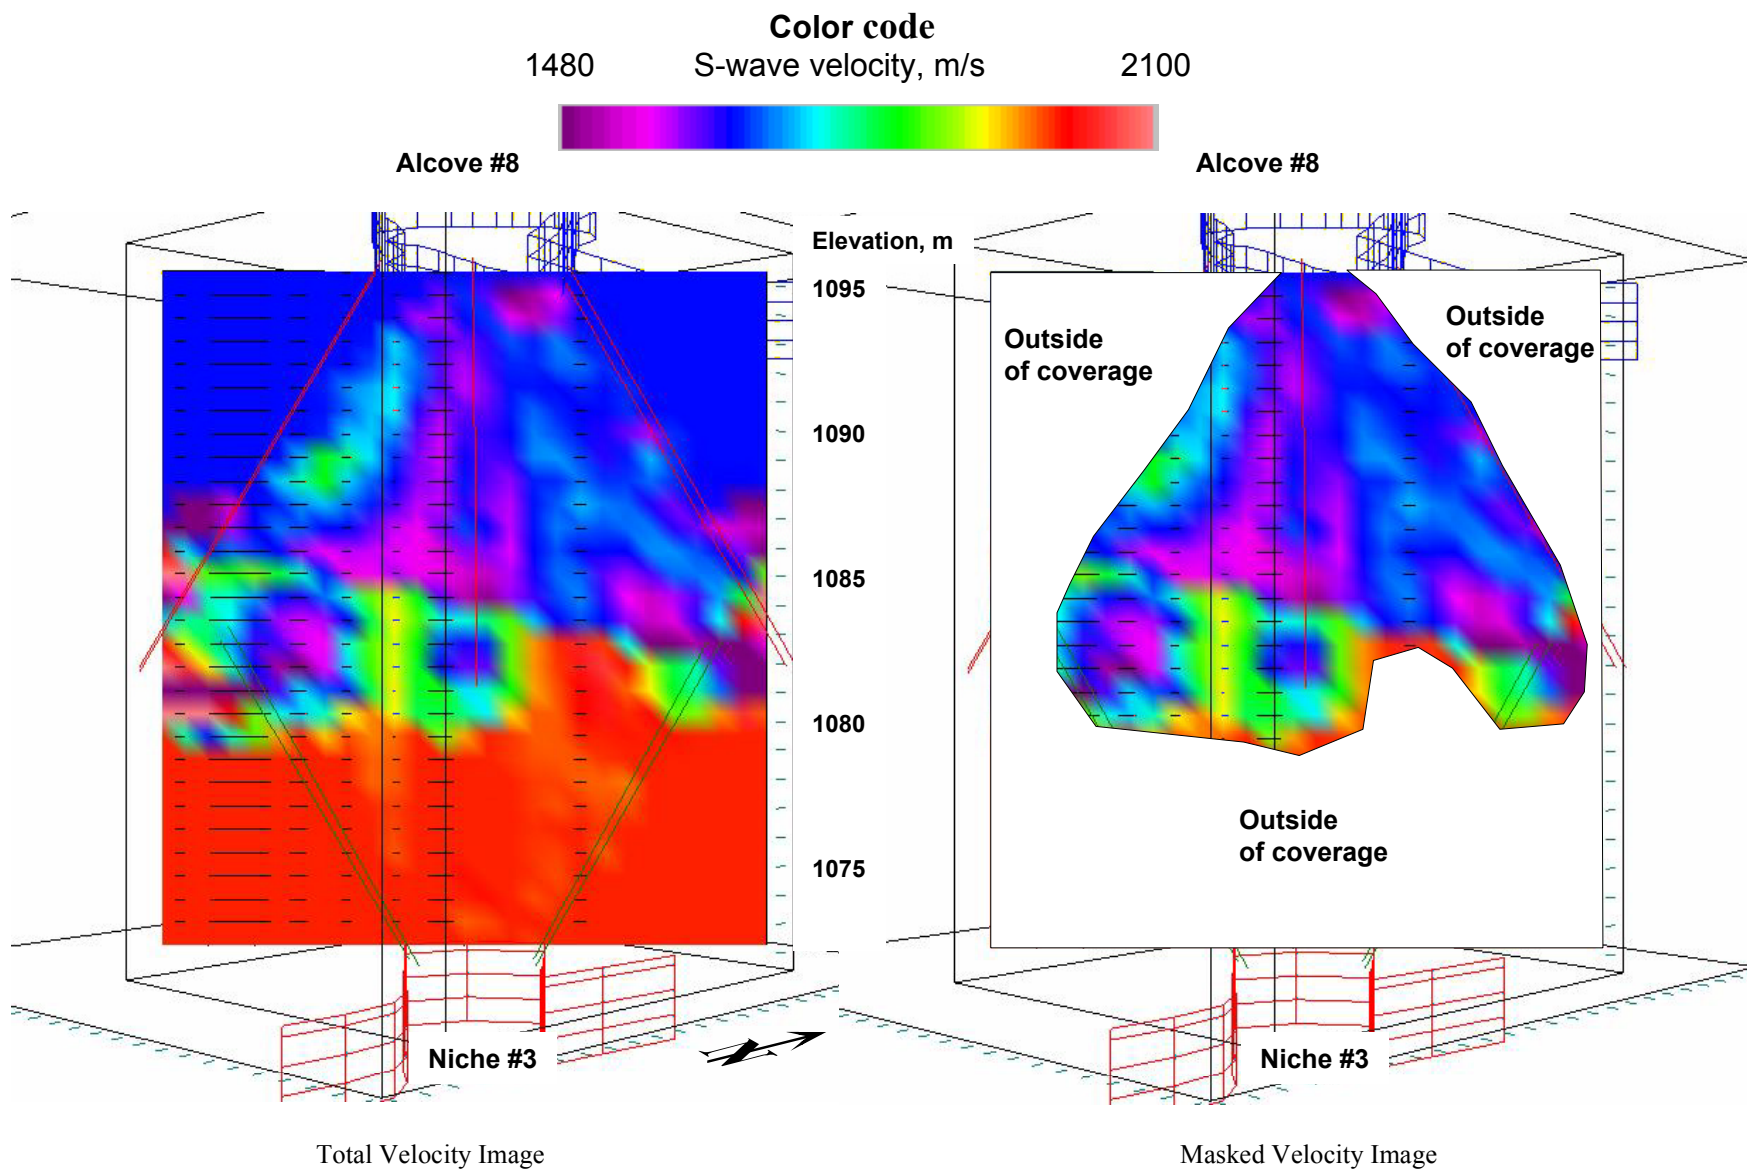 Color code
1480 S-wave velocity, m/s 2100
Alcove #8
Alcove #8
Elevation, m
1095
1090
1085
1080
1075
Outside
of coverage
Outside
of coverage
Outside
of coverage
Niche #3
Niche #3
Total Velocity Image
Masked Velocity Image